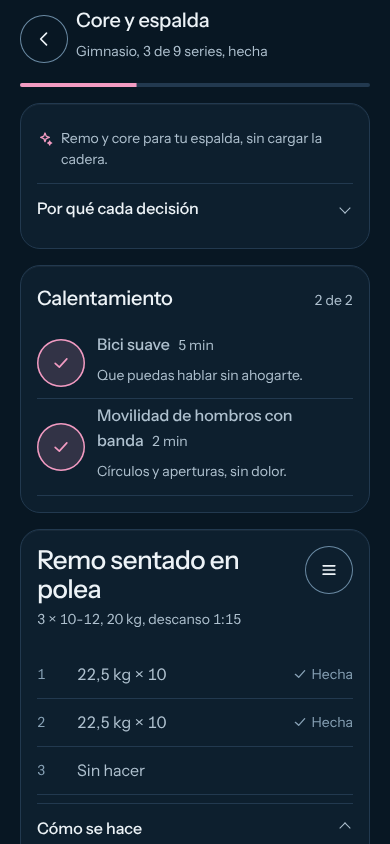 Core y espalda
Gimnasio, 3 de 9 series, hecha
Remo y core para tu espalda, sin cargar la
cadera.
Por qué cada decisión
Calentamiento
2 de 2
Bici suave 5 min
Que puedas hablar sin ahogarte.
Movilidad de hombros con
banda 2 min
Círculos y aperturas, sin dolor.
Remo sentado en
polea
3 × 10–12, 20 kg, descanso 1:15
1 22,5 kg × 10 Hecha
2 22,5 kg × 10 Hecha
3 Sin hacer
Cómo se hace